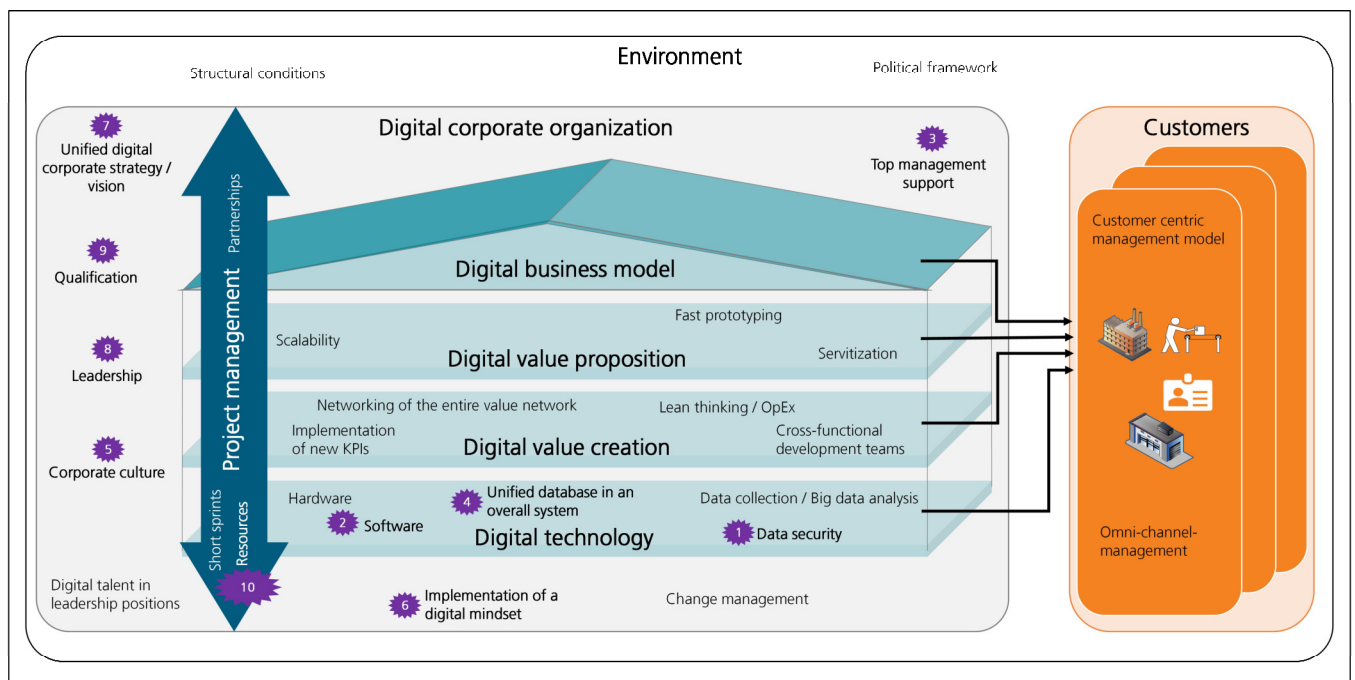 Environment
Structural conditions
Political framework
Digital corporate organization
Customers
7
Unified digital
corporate strategy /
vision
3
Top management
support
Partnerships
Project management
Short sprints
Resources
10
9
Qualification
Digital business model
Customer centric
management model
8
Leadership
Fast prototyping
Scalability
Digital value proposition
Servitization
5
Corporate culture
Networking of the entire value network
Lean thinking / OpEx
Implementation
of new KPIs
Digital value creation
Cross-functional
development teams
Hardware
4
Unified database in an
overall system
Data collection / Big data analysis
2
Software
Digital technology
1
Data security
Omni-channel-
management
Digital talent in
leadership positions
6
Implementation of a
digital mindset
Change management